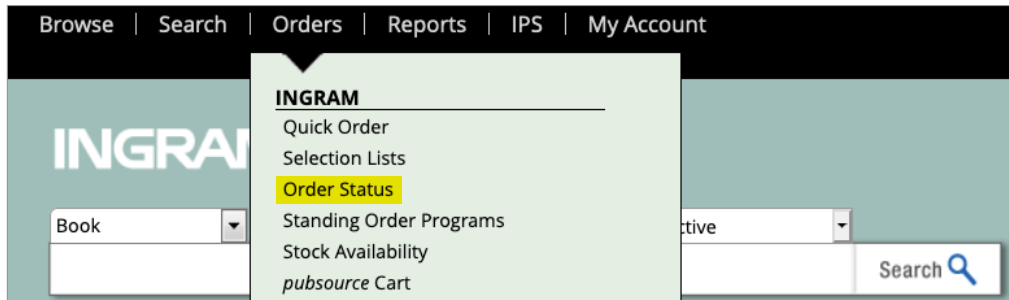 Browse | Search | Orders | Reports | IPS | My Account
INGRAM
Quick Order
Selection Lists
Order Status
Standing Order Programs
Stock Availability
pubsource Cart
Book
Search